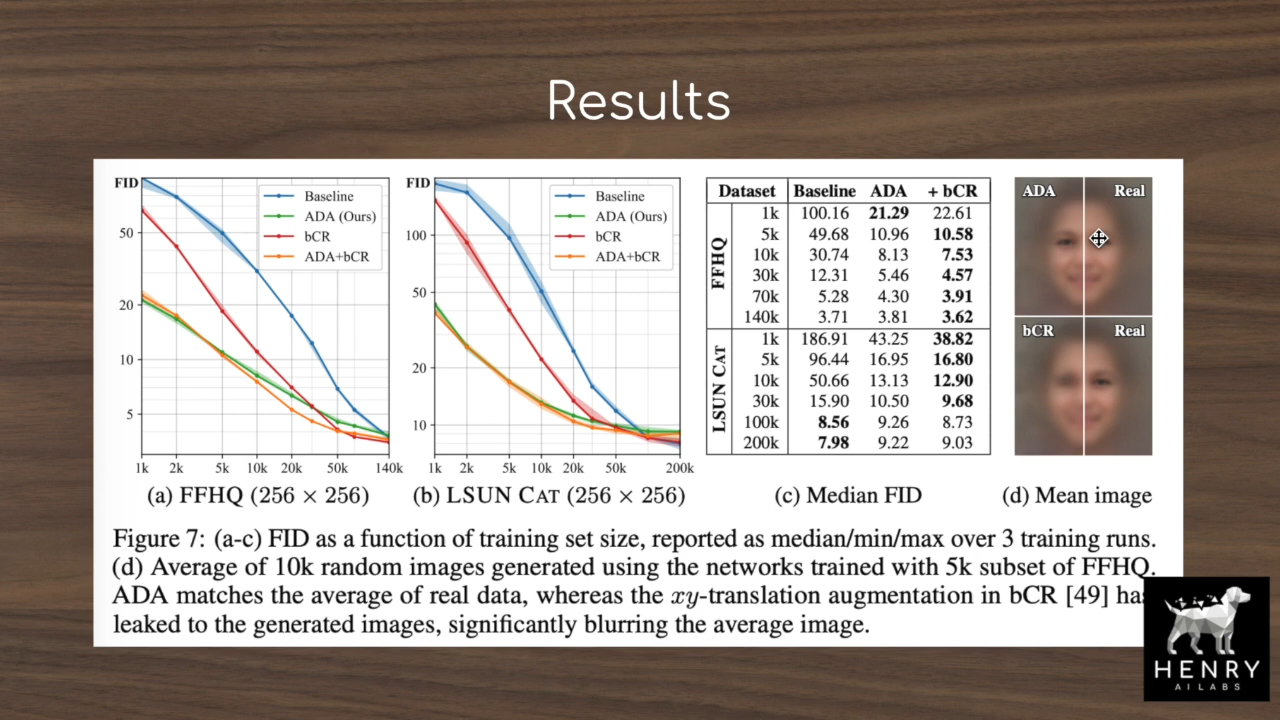 Results
FID
Baseline
ADA (Ours)
bCR
ADA+bCR
50
20
10
5
1k 2k 5k 10k 20k 50k 140k
(a) FFHQ (256 × 256)
FID
Baseline
ADA (Ours)
bCR
ADA+bCR
100
50
20
10
1k 2k 5k 10k 20k 50k 200k
(b) LSUN CAT (256 × 256)
Dataset Baseline ADA + bCR
FFHQ
1k 100.16 21.29 22.61
5k 49.68 10.96 10.58
10k 30.74 8.13 7.53
30k 12.31 5.46 4.57
70k 5.28 4.30 3.91
140k 3.71 3.81 3.62
LSUN CAT
1k 186.91 43.25 38.82
5k 96.44 16.95 16.80
10k 50.66 13.13 12.90
30k 15.90 10.50 9.68
100k 8.56 9.26 8.73
200k 7.98 9.22 9.03
(c) Median FID
ADA Real
bCR Real
(d) Mean image
Figure 7: (a-c) FID as a function of training set size, reported as median/min/max over 3 training runs.
(d) Average of 10k random images generated using the networks trained with 5k subset of FFHQ.
ADA matches the average of real data, whereas the xy-translation augmentation in bCR [49] has
leaked to the generated images, significantly blurring the average image.
HENRY
AI LABS